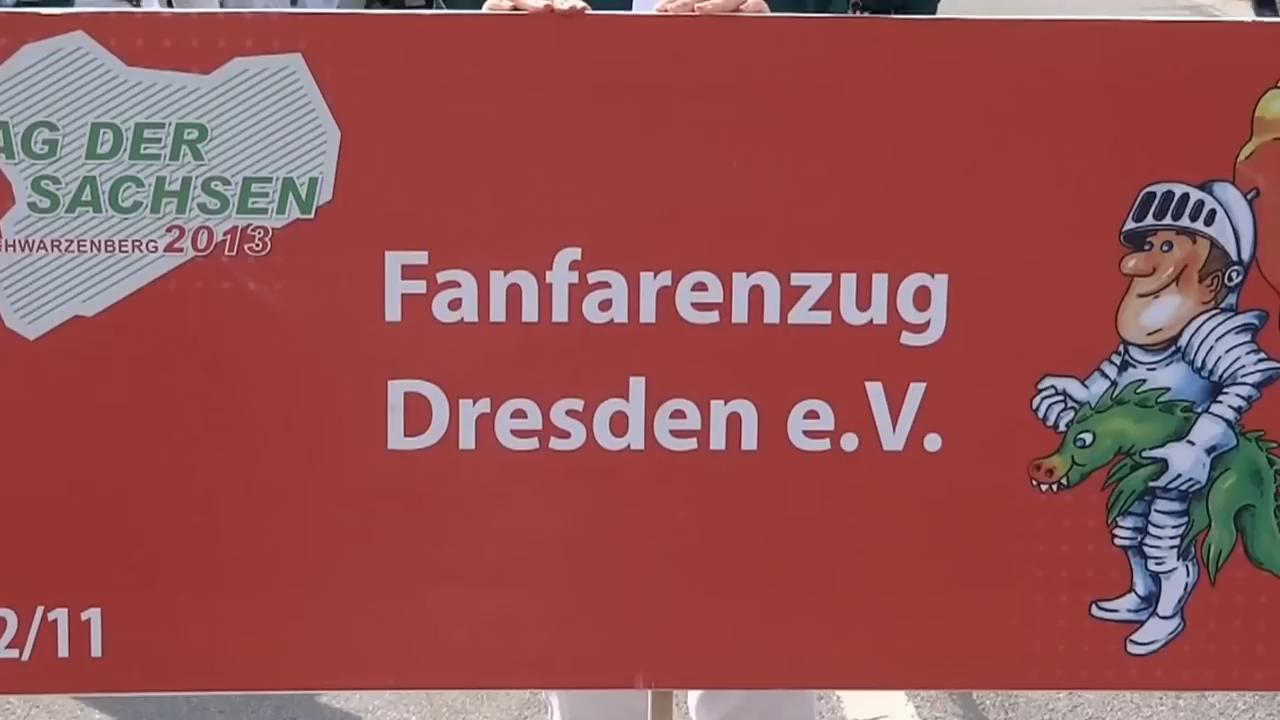 AG DER
SACHSEN
HWARZENBERG 2013
Fanfarenzug
Dresden e.V.
2/11